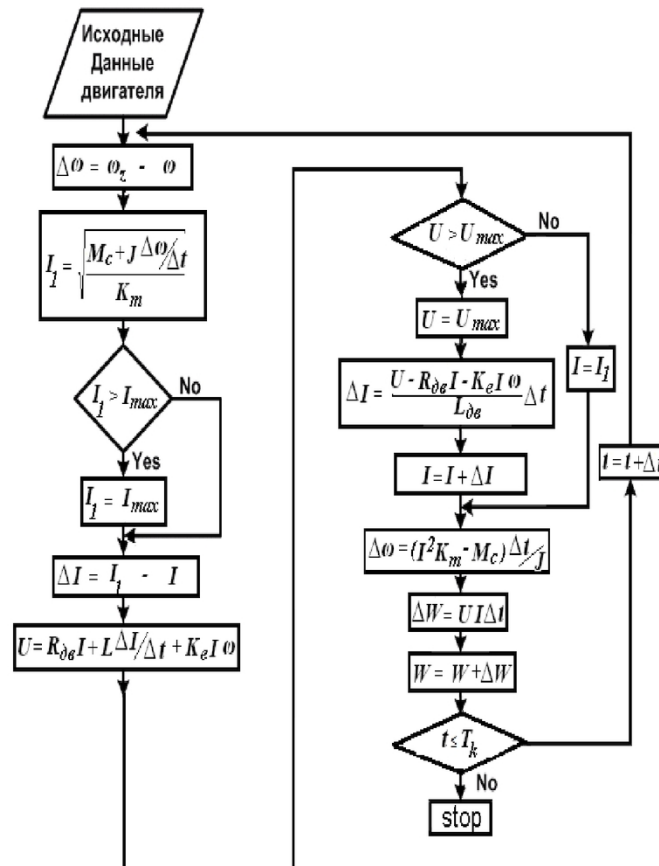 Исходные
Данные
двигателя
Δω = ω_z - ω
I_1 = √((M_c + J Δω/Δt) / K_m)
I_1 > I_max
No
Yes
I_1 = I_max
ΔI = I_1 - I
U = R_дв I + L ΔI/Δt + K_e I ω
U > U_max
No
Yes
U = U_max
I = I_1
ΔI = (U - R_дв I - K_e I ω) / L_дв Δt
t = t + Δt
I = I + ΔI
Δω = (I² K_m - M_c) Δt/J
ΔW = U I Δt
W = W + ΔW
t ≤ T_k
No
stop